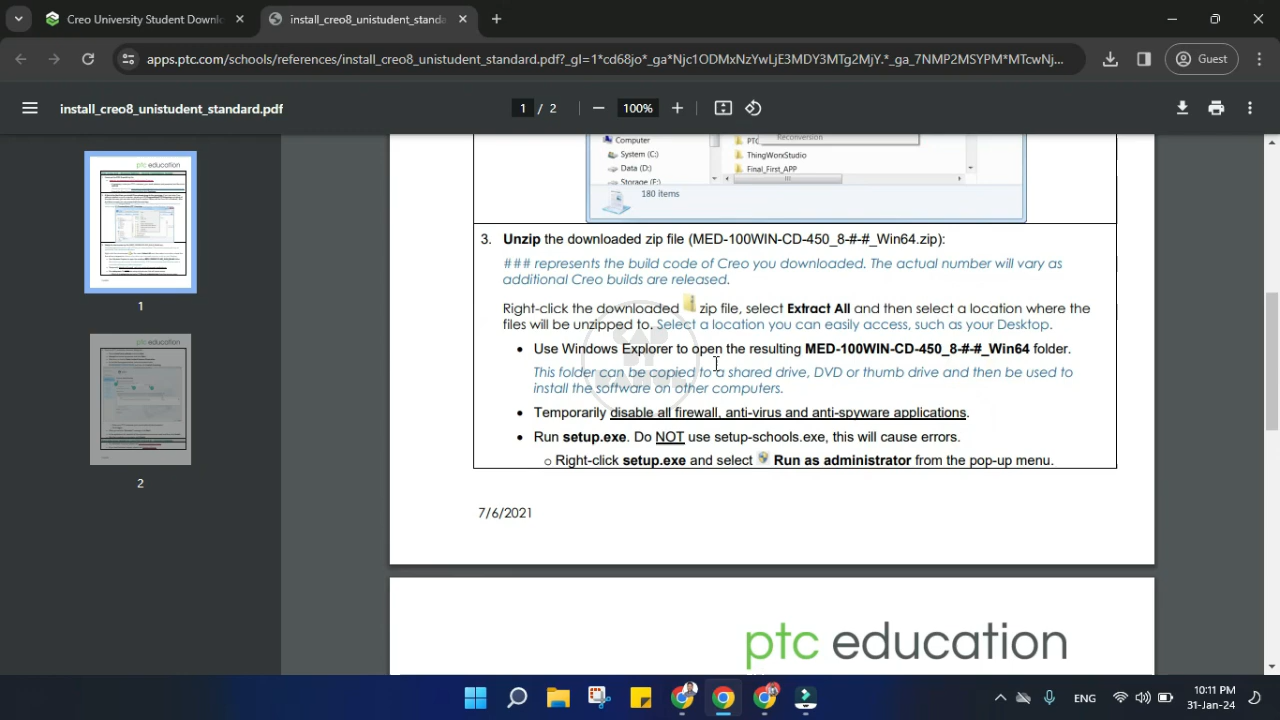 Creo University Student Downl
install_creo8_unistudent_standa
apps.ptc.com/schools/references/install_creo8_unistudent_standard.pdf?_gl=1*cd68jo*_ga*Njc1ODMxNzYwLjE3MDY3MTg2MjY.*_ga_7NMP2MSYPM*MTcwNj...
Guest
install_creo8_unistudent_standard.pdf
1 / 2
100%
Reconversion
Computer
System (C:)
Data (D:)
Storage (E:)
PTC
ThingWorxStudio
Final_First_APP
180 items
3. Unzip the downloaded zip file (MED-100WIN-CD-450_8-#-#_Win64.zip):
### represents the build code of Creo you downloaded. The actual number will vary as
additional Creo builds are released.
Right-click the downloaded zip file, select Extract All and then select a location where the
files will be unzipped to. Select a location you can easily access, such as your Desktop.
• Use Windows Explorer to open the resulting MED-100WIN-CD-450_8-#-#_Win64 folder.
This folder can be copied to a shared drive, DVD or thumb drive and then be used to
install the software on other computers.
• Temporarily disable all firewall, anti-virus and anti-spyware applications.
• Run setup.exe. Do NOT use setup-schools.exe, this will cause errors.
o Right-click setup.exe and select Run as administrator from the pop-up menu.
7/6/2021
ptc education
ptc education
1
ptc education
2
ENG
10:11 PM
31-Jan-24